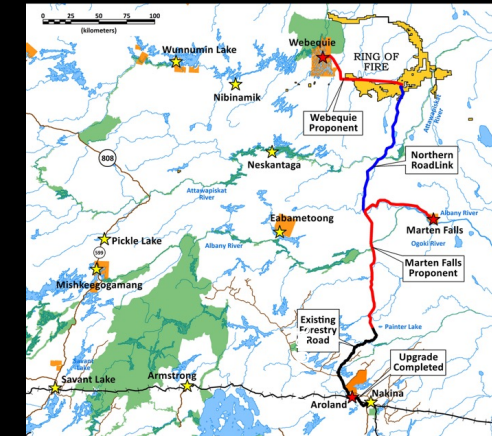 0 25 50 75 100
(kilometers)
Wunnumin Lake
Webequie
RING OF
FIRE
Nibinamik
Webequie
Proponent
Attawapiskat
River
808
Neskantaga
Northern
RoadLink
Attawapiskat
River
Eabametoong
Albany River
Marten Falls
Pickle Lake
Albany River
Ogoki River
599
Marten Falls
Proponent
Mishkeegogamang
Existing
Forestry
Road
Painter Lake
Upgrade
Completed
Savant
Lake
Savant Lake
Armstrong
Aroland
Nakina